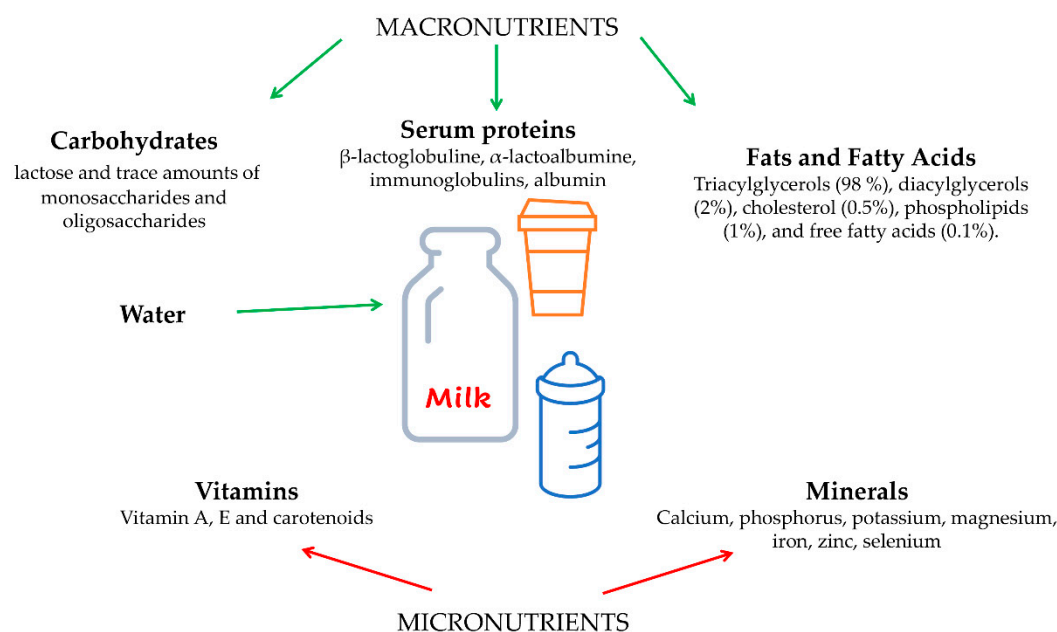 MACRONUTRIENTS
Carbohydrates
lactose and trace amounts of
monosaccharides and
oligosaccharides
Serum proteins
β-lactoglobuline, α-lactoalbumine,
immunoglobulins, albumin
Fats and Fatty Acids
Triacylglycerols (98 %), diacylglycerols
(2%), cholesterol (0.5%), phospholipids
(1%), and free fatty acids (0.1%).
Water
Milk
Vitamins
Vitamin A, E and carotenoids
Minerals
Calcium, phosphorus, potassium, magnesium,
iron, zinc, selenium
MICRONUTRIENTS